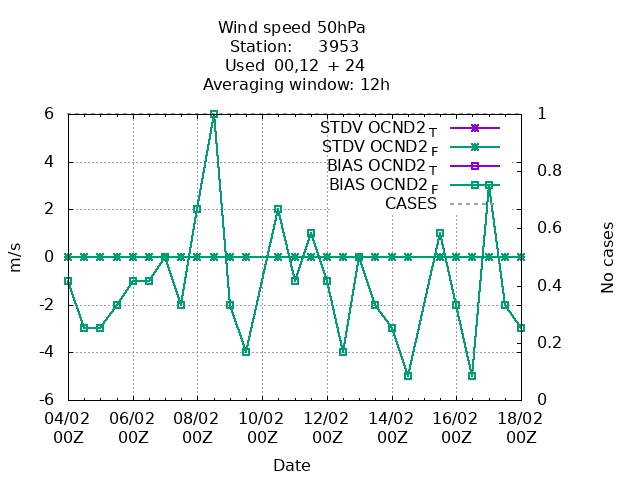 Wind speed 50hPa
Station: 3953
Used 00,12 + 24
Averaging window: 12h
6
4
2
0
-2
-4
-6
m/s
1
0.8
0.6
0.4
0.2
0
No cases
STDV OCND2 T
STDV OCND2 F
BIAS OCND2 T
BIAS OCND2 F
CASES
04/02 06/02 08/02 10/02 12/02 14/02 16/02 18/02
00Z 00Z 00Z 00Z 00Z 00Z 00Z 00Z
Date